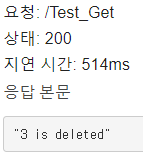 요청: /Test_Get
상태: 200
지연 시간: 514ms
응답 본문
"3 is deleted"